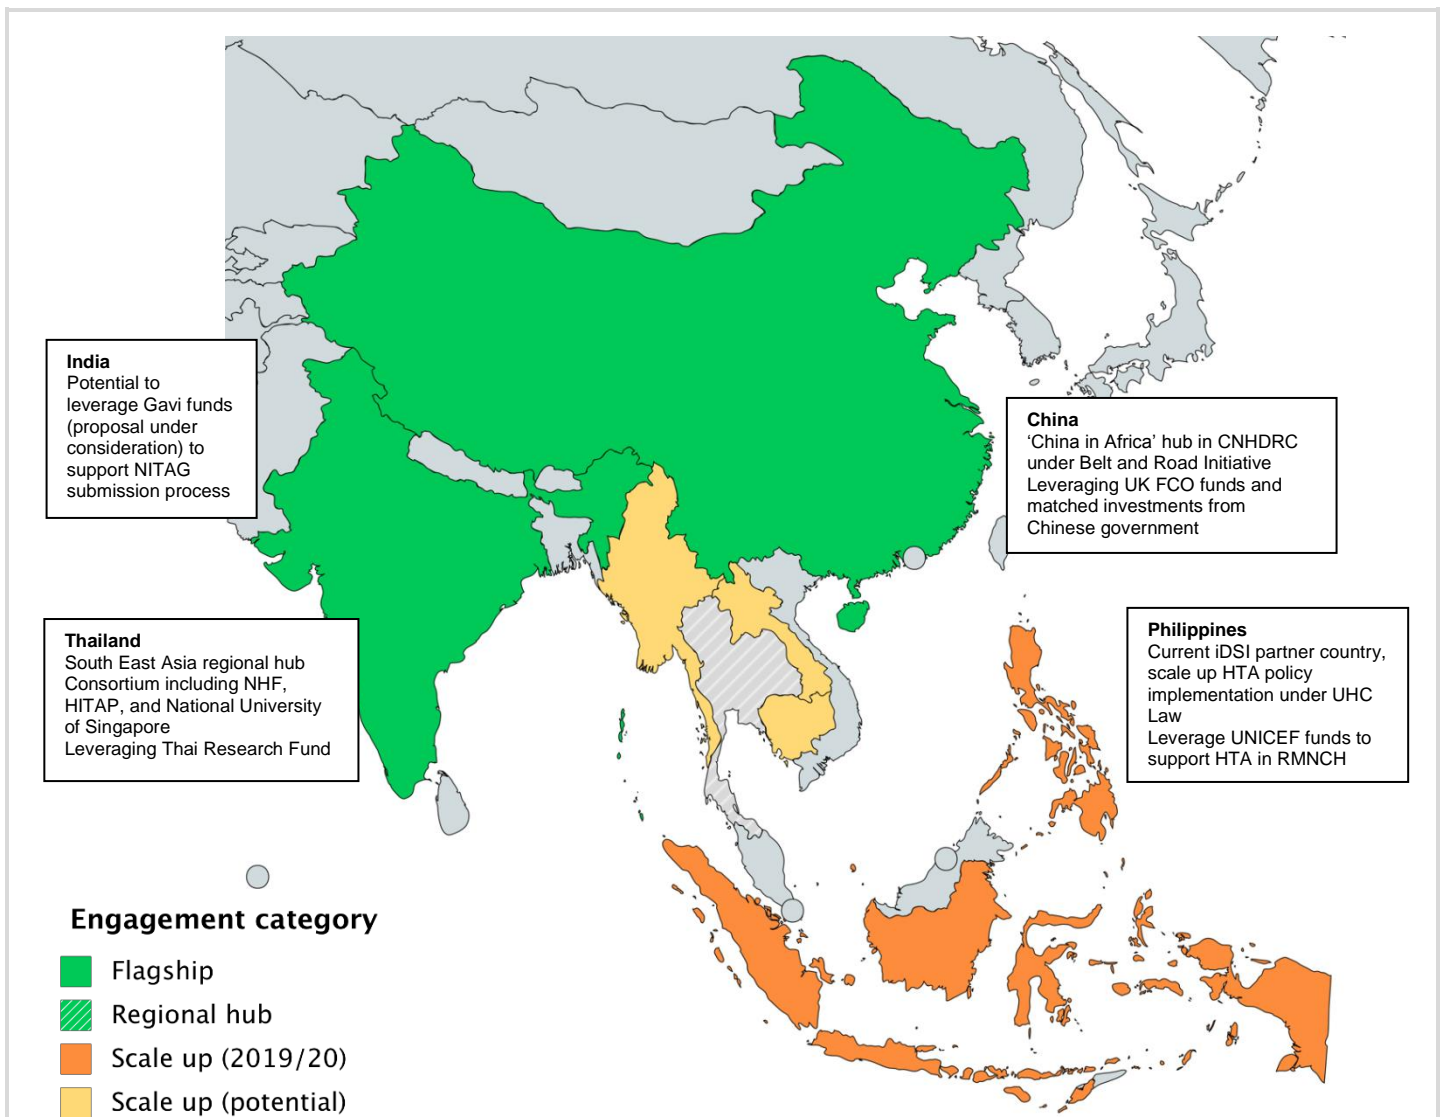 India
Potential to
leverage Gavi funds
(proposal under
consideration) to
support NITAG
submission process
China
‘China in Africa’ hub in CNHDRC
under Belt and Road Initiative
Leveraging UK FCO funds and
matched investments from
Chinese government
Thailand
South East Asia regional hub
Consortium including NHF,
HITAP, and National University
of Singapore
Leveraging Thai Research Fund
Philippines
Current iDSI partner country,
scale up HTA policy
implementation under UHC
Law
Leverage UNICEF funds to
support HTA in RMNCH
Engagement category
Flagship
Regional hub
Scale up (2019/20)
Scale up (potential)